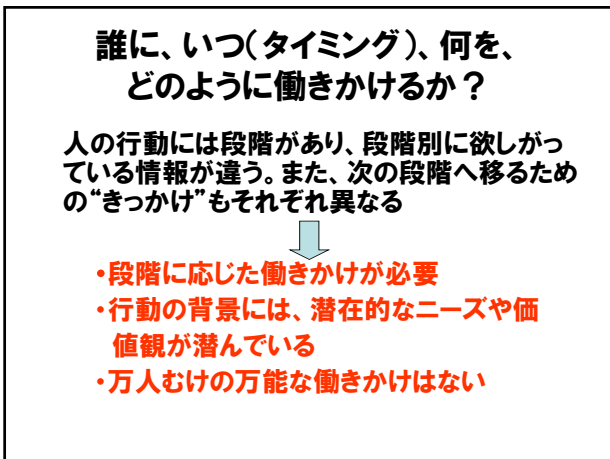 誰に、いつ（タイミング）、何を、
どのように働きかけるか？
人の行動には段階があり、段階別に欲しがっ
ている情報が違う。また、次の段階へ移るため
の“きっかけ”もそれぞれ異なる
・段階に応じた働きかけが必要
・行動の背景には、潜在的なニーズや価
値観が潜んでいる
・万人むけの万能な働きかけはない